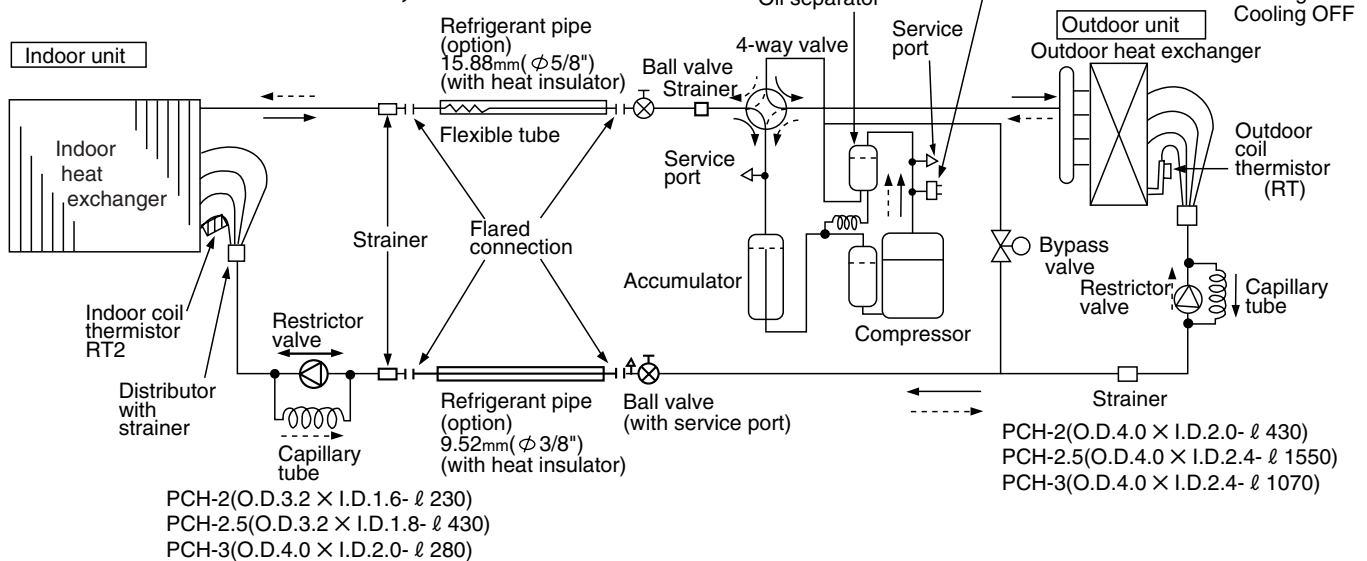 Oil separator
Cooling OFF
Indoor unit
Refrigerant pipe
(option)
15.88mm(ϕ5/8")
(with heat insulator)
Flexible tube
Ball valve
Strainer
4-way valve
Service
port
Outdoor unit
Outdoor heat exchanger
Indoor
heat
exchanger
Service
port
Outdoor
coil
thermistor
(RT)
Strainer
Flared
connection
Accumulator
Compressor
Bypass
valve
Restrictor
valve
Capillary
tube
Indoor coil
thermistor
RT2
Restrictor
valve
Distributor
with
strainer
Capillary
tube
Refrigerant pipe
(option)
9.52mm(ϕ3/8")
(with heat insulator)
Ball valve
(with service port)
Strainer
PCH-2(O.D.4.0 × I.D.2.0- ℓ 430)
PCH-2.5(O.D.4.0 × I.D.2.4- ℓ 1550)
PCH-3(O.D.4.0 × I.D.2.4- ℓ 1070)
PCH-2(O.D.3.2 × I.D.1.6- ℓ 230)
PCH-2.5(O.D.3.2 × I.D.1.8- ℓ 430)
PCH-3(O.D.4.0 × I.D.2.0- ℓ 280)